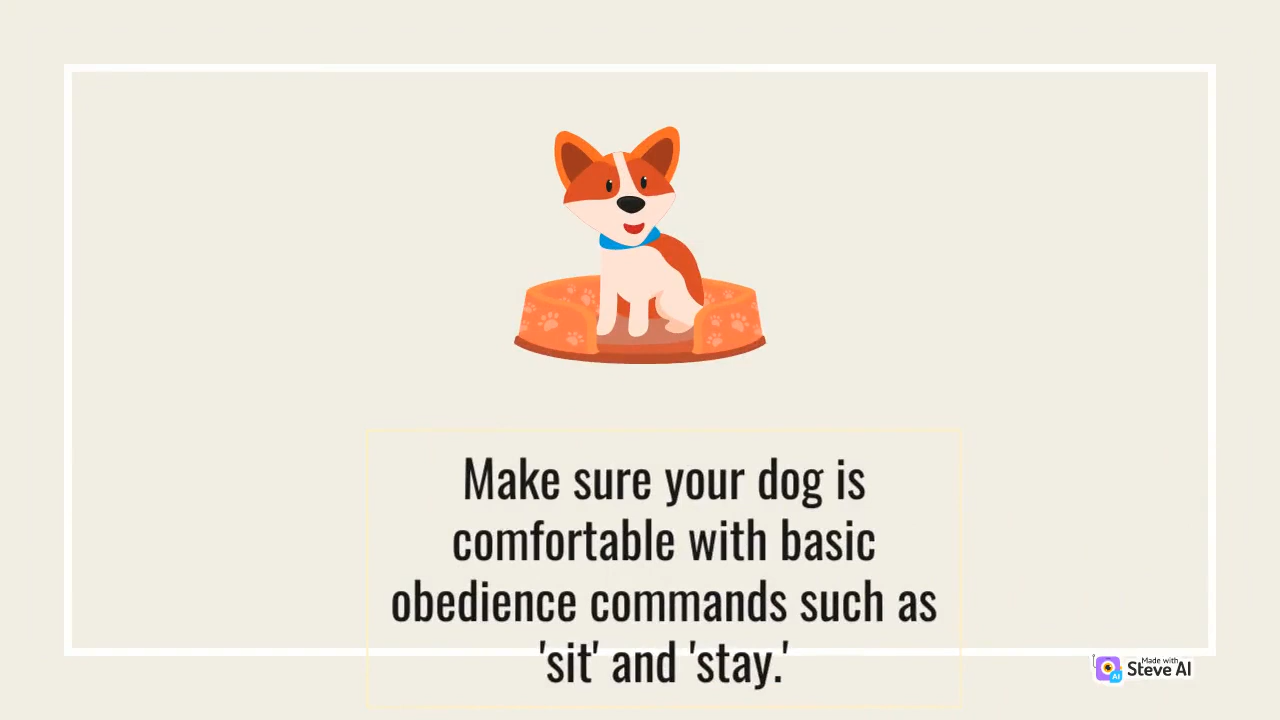 Make sure your dog is
comfortable with basic
obedience commands such as
'sit' and 'stay.'
Made with
Steve AI
AI